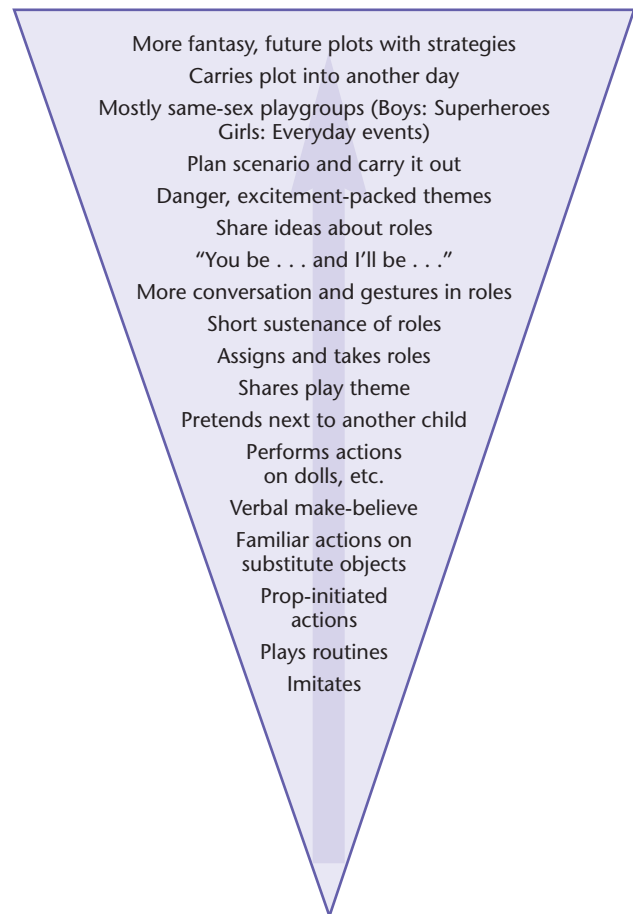 More fantasy, future plots with strategies
Carries plot into another day
Mostly same-sex playgroups (Boys: Superheroes
Girls: Everyday events)
Plan scenario and carry it out
Danger, excitement-packed themes
Share ideas about roles
“You be . . . and I’ll be . . .”
More conversation and gestures in roles
Short sustenance of roles
Assigns and takes roles
Shares play theme
Pretends next to another child
Performs actions
on dolls, etc.
Verbal make-believe
Familiar actions on
substitute objects
Prop-initiated
actions
Plays routines
Imitates